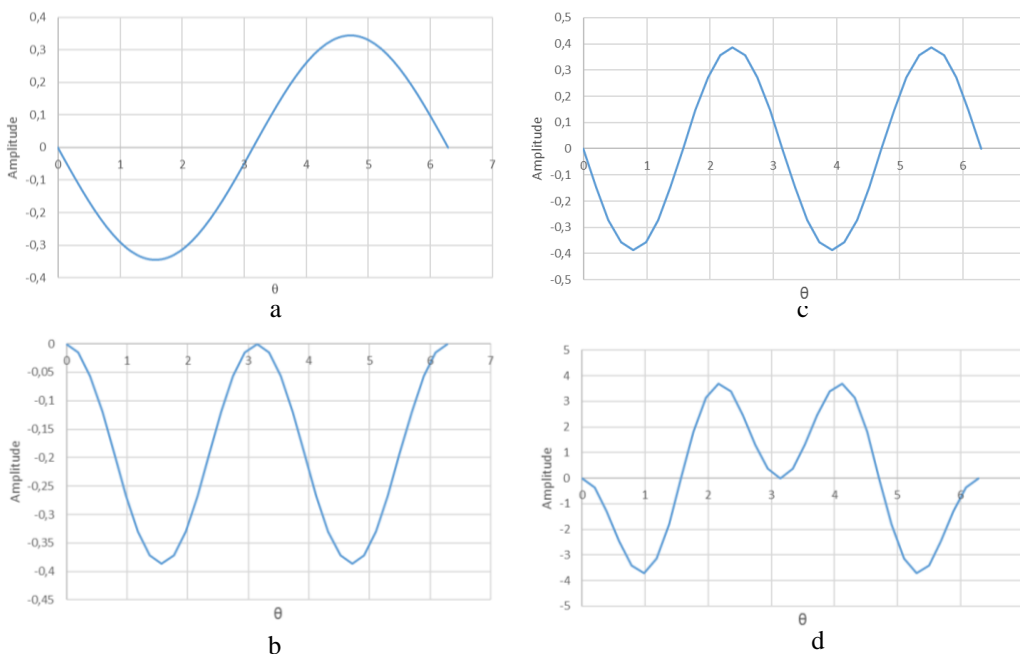 0,4
0,3
0,2
0,1
0
-0,1
-0,2
-0,3
-0,4
0 1 2 3 4 5 6 7
Amplitude
θ
a
0,5
0,4
0,3
0,2
0,1
0
-0,1
-0,2
-0,3
-0,4
-0,5
0 1 2 3 4 5 6
Amplitude
θ
c
0
-0,05
-0,1
-0,15
-0,2
-0,25
-0,3
-0,35
-0,4
-0,45
0 1 2 3 4 5 6 7
Amplitude
θ
b
5
4
3
2
1
0
-1
-2
-3
-4
-5
0 1 2 3 4 5 6
Amplitude
θ
d